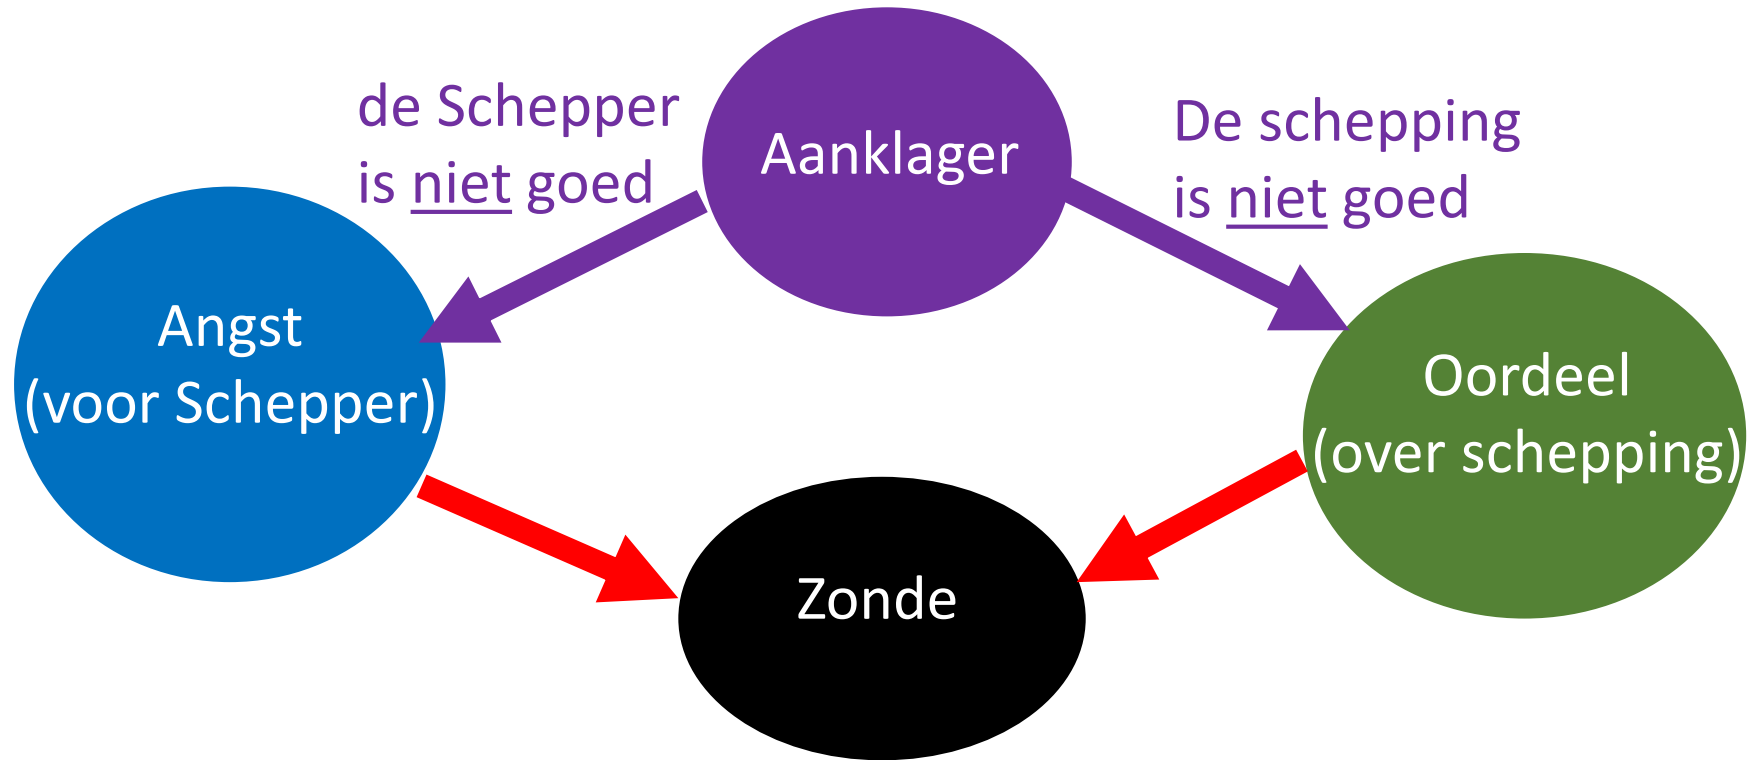 de Schepper
is niet goed
Aanklager
De schepping
is niet goed
Angst
(voor Schepper)
Oordeel
(over schepping)
Zonde